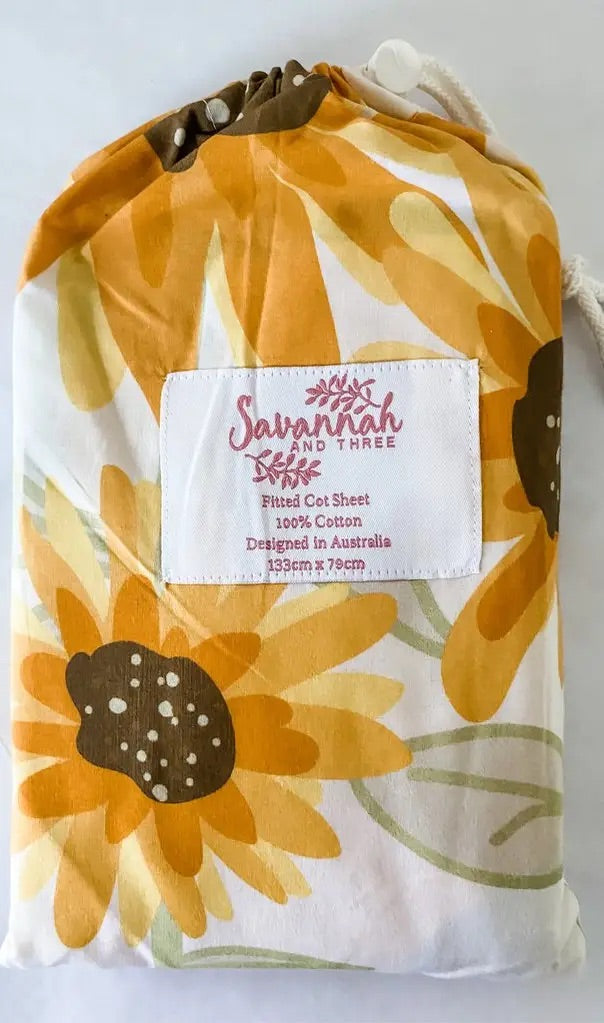 Savannah
AND THREE
Fitted Cot Sheet
100% Cotton
Designed in Australia
133cm x 79cm